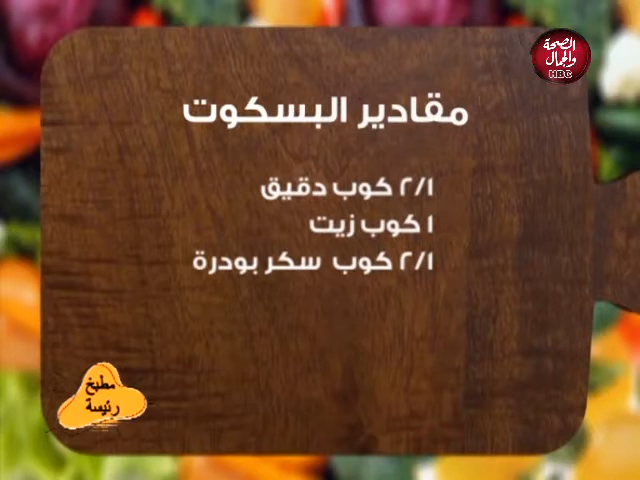 الصحة
والجمال
HBC
مقادير البسكوت
٢/١ كوب دقيق
١ كوب زيت
٢/١ كوب سكر بودرة
مطبخ
رئيسة